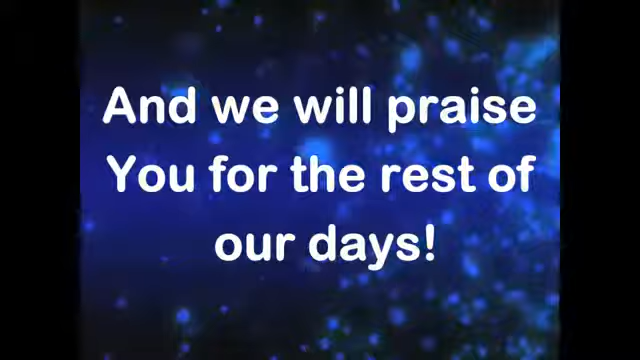 And we will praise
You for the rest of
our days!